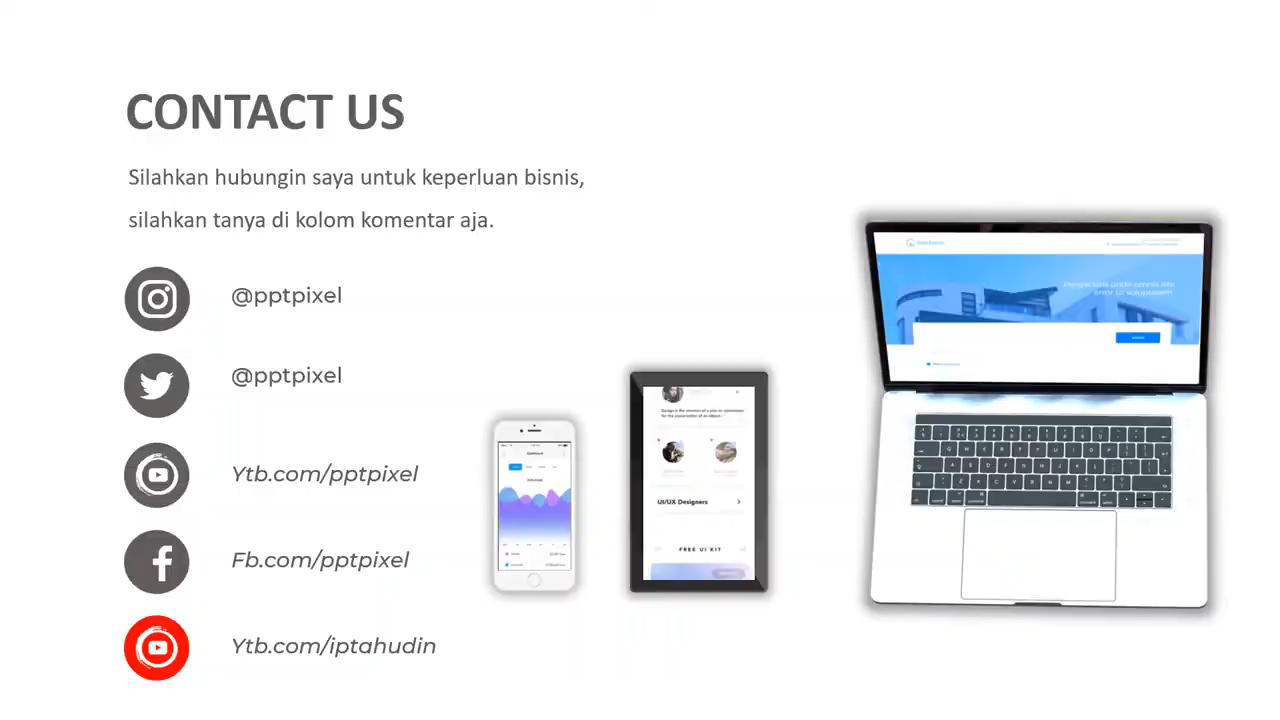 CONTACT US
Silahkan hubungin saya untuk keperluan bisnis,
silahkan tanya di kolom komentar aja.
@pptpixel
@pptpixel
Ytb.com/pptpixel
Fb.com/pptpixel
Ytb.com/iptahudin
UI/UX Designers
FREE UI KIT